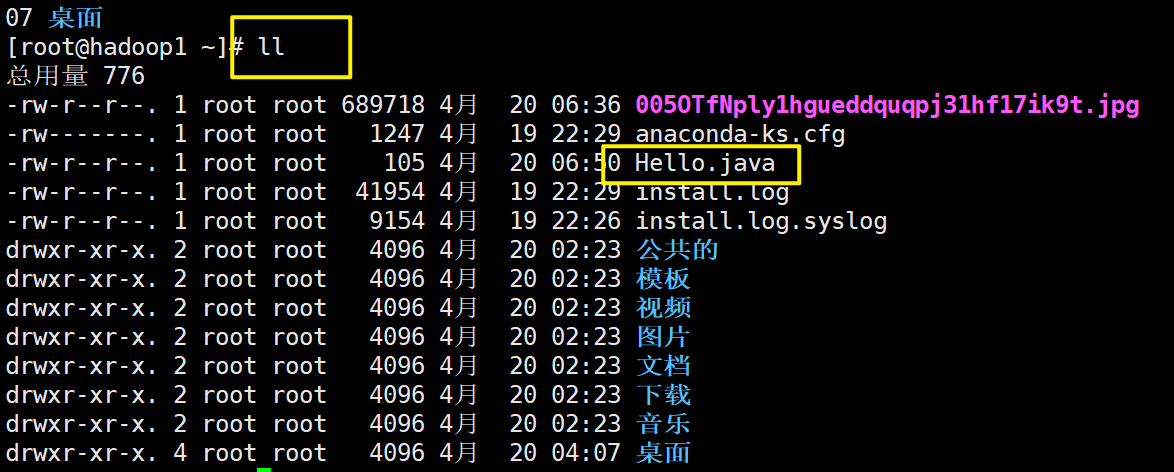 07 桌面
[root@hadoop1 ~]# ll
总用量 776
-rw-r--r--. 1 root root 689718 4月  20 06:36 005OTfNply1hgueddquqpj31hf17ik9t.jpg
-rw-------. 1 root root   1247 4月  19 22:29 anaconda-ks.cfg
-rw-r--r--. 1 root root    105 4月  20 06:50 Hello.java
-rw-r--r--. 1 root root  41954 4月  19 22:29 install.log
-rw-r--r--. 1 root root   9154 4月  19 22:26 install.log.syslog
drwxr-xr-x. 2 root root   4096 4月  20 02:23 公共的
drwxr-xr-x. 2 root root   4096 4月  20 02:23 模板
drwxr-xr-x. 2 root root   4096 4月  20 02:23 视频
drwxr-xr-x. 2 root root   4096 4月  20 02:23 图片
drwxr-xr-x. 2 root root   4096 4月  20 02:23 文档
drwxr-xr-x. 2 root root   4096 4月  20 02:23 下载
drwxr-xr-x. 2 root root   4096 4月  20 02:23 音乐
drwxr-xr-x. 4 root root   4096 4月  20 04:07 桌面